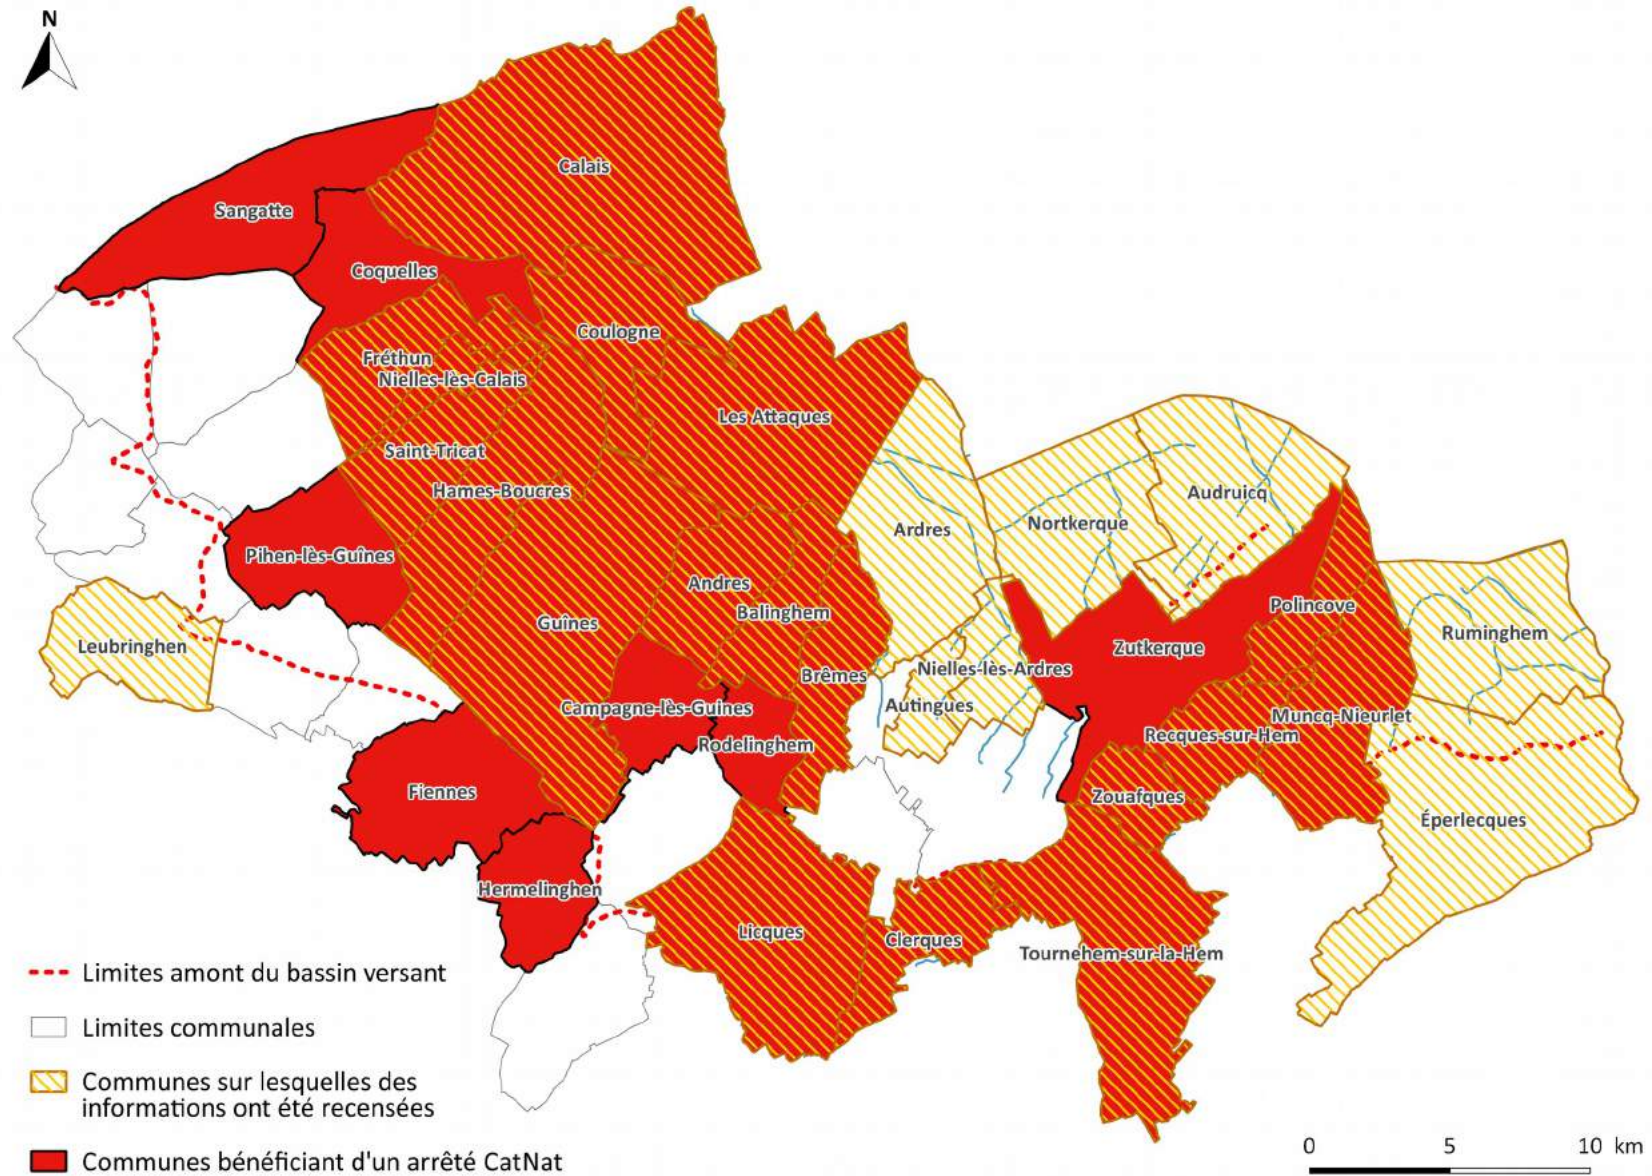 N
Calais
Sangatte
Coquelles
Coulogne
Fréthun
Nielles-lès-Calais
Les Attaques
Saint-Tricat
Hames-Boucres
Audruicq
Nortkerque
Ardres
Pihen-lès-Guînes
Andres
Balinghem
Polincove
Guînes
Ruminghem
Leubringhen
Zutkerque
Nielles-lès-Ardres
Brêmes
Autingues
Campagne-lès-Guines
Muncq-Nieurlet
Recques-sur-Hem
Rodelinghem
Fiennes
Zouafques
Éperlecques
Hermelinghen
Licques
Clerques
Tournehem-sur-la-Hem
Limites amont du bassin versant
Limites communales
Communes sur lesquelles des
informations ont été recensées
Communes bénéficiant d'un arrêté CatNat
0 5 10 km